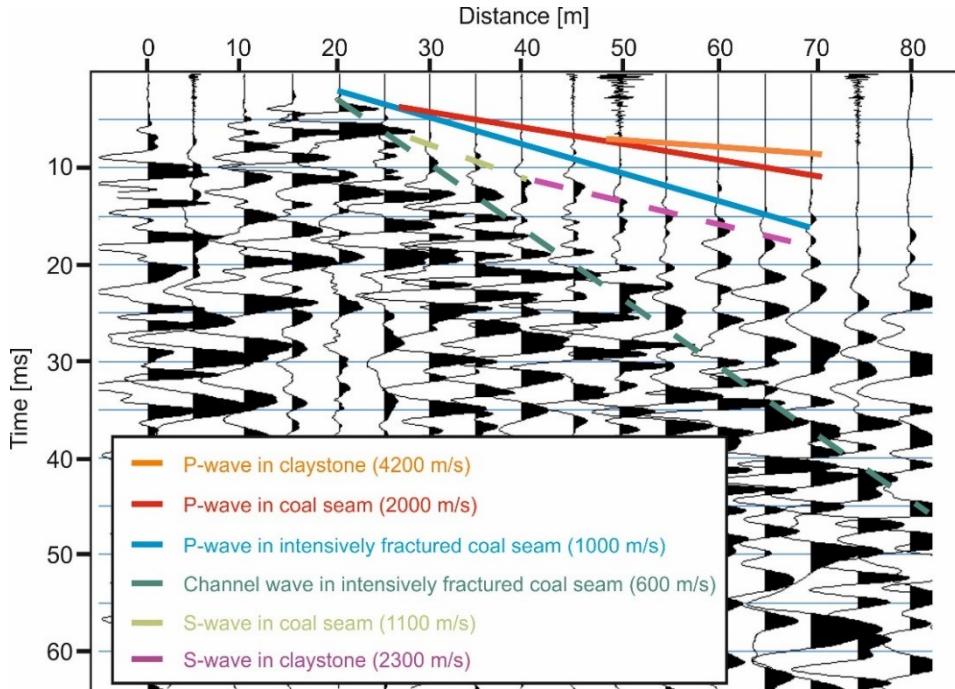 Distance [m]
0 10 20 30 40 50 60 70 80
Time [ms]
10
20
30
40
50
60
P-wave in claystone (4200 m/s)
P-wave in coal seam (2000 m/s)
P-wave in intensively fractured coal seam (1000 m/s)
Channel wave in intensively fractured coal seam (600 m/s)
S-wave in coal seam (1100 m/s)
S-wave in claystone (2300 m/s)